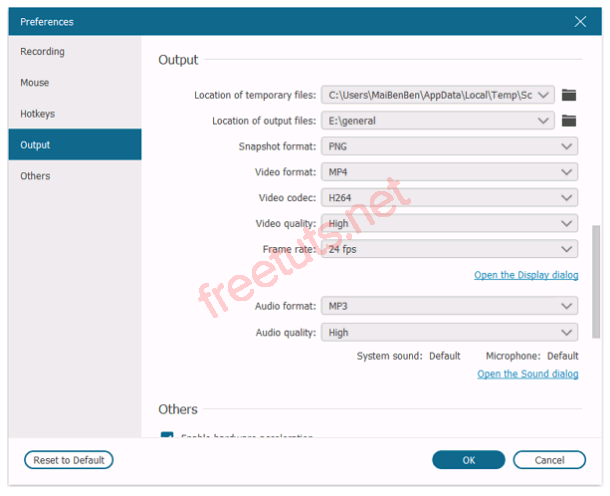 Preferences
Recording
Mouse
Hotkeys
Output
Others
Output
Location of temporary files: C:\Users\MaiBenBen\AppData\Local\Temp\Sc
Location of output files: E:\general
Snapshot format: PNG
Video format: MP4
Video codec: H264
Video quality: High
Frame rate: 24 fps
Open the Display dialog
Audio format: MP3
Audio quality: High
System sound: Default Microphone: Default
Open the Sound dialog
Others
Enable hardware acceleration
Reset to Default OK Cancel
freetuts.net